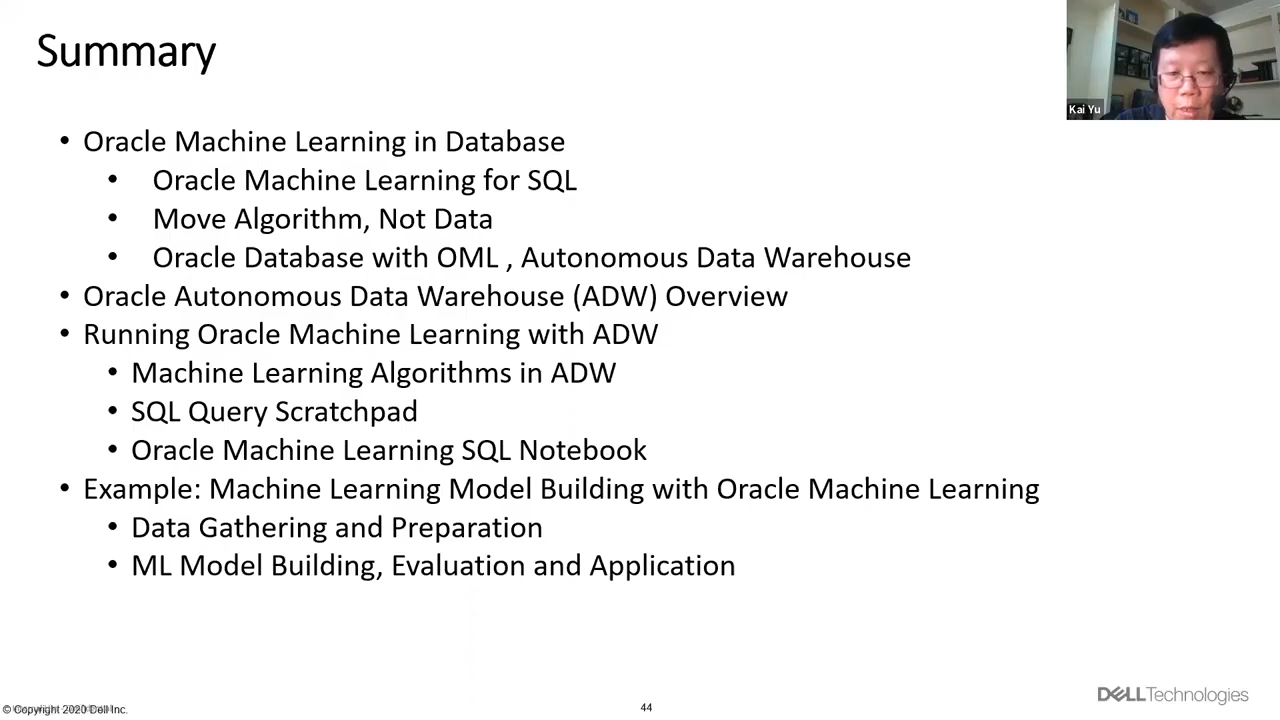 Summary
Kai Yu
• Oracle Machine Learning in Database
• Oracle Machine Learning for SQL
• Move Algorithm, Not Data
• Oracle Database with OML , Autonomous Data Warehouse
• Oracle Autonomous Data Warehouse (ADW) Overview
• Running Oracle Machine Learning with ADW
• Machine Learning Algorithms in ADW
• SQL Query Scratchpad
• Oracle Machine Learning SQL Notebook
• Example: Machine Learning Model Building with Oracle Machine Learning
• Data Gathering and Preparation
• ML Model Building, Evaluation and Application
© Copyright 2020 Dell Inc.
44
DELLTechnologies